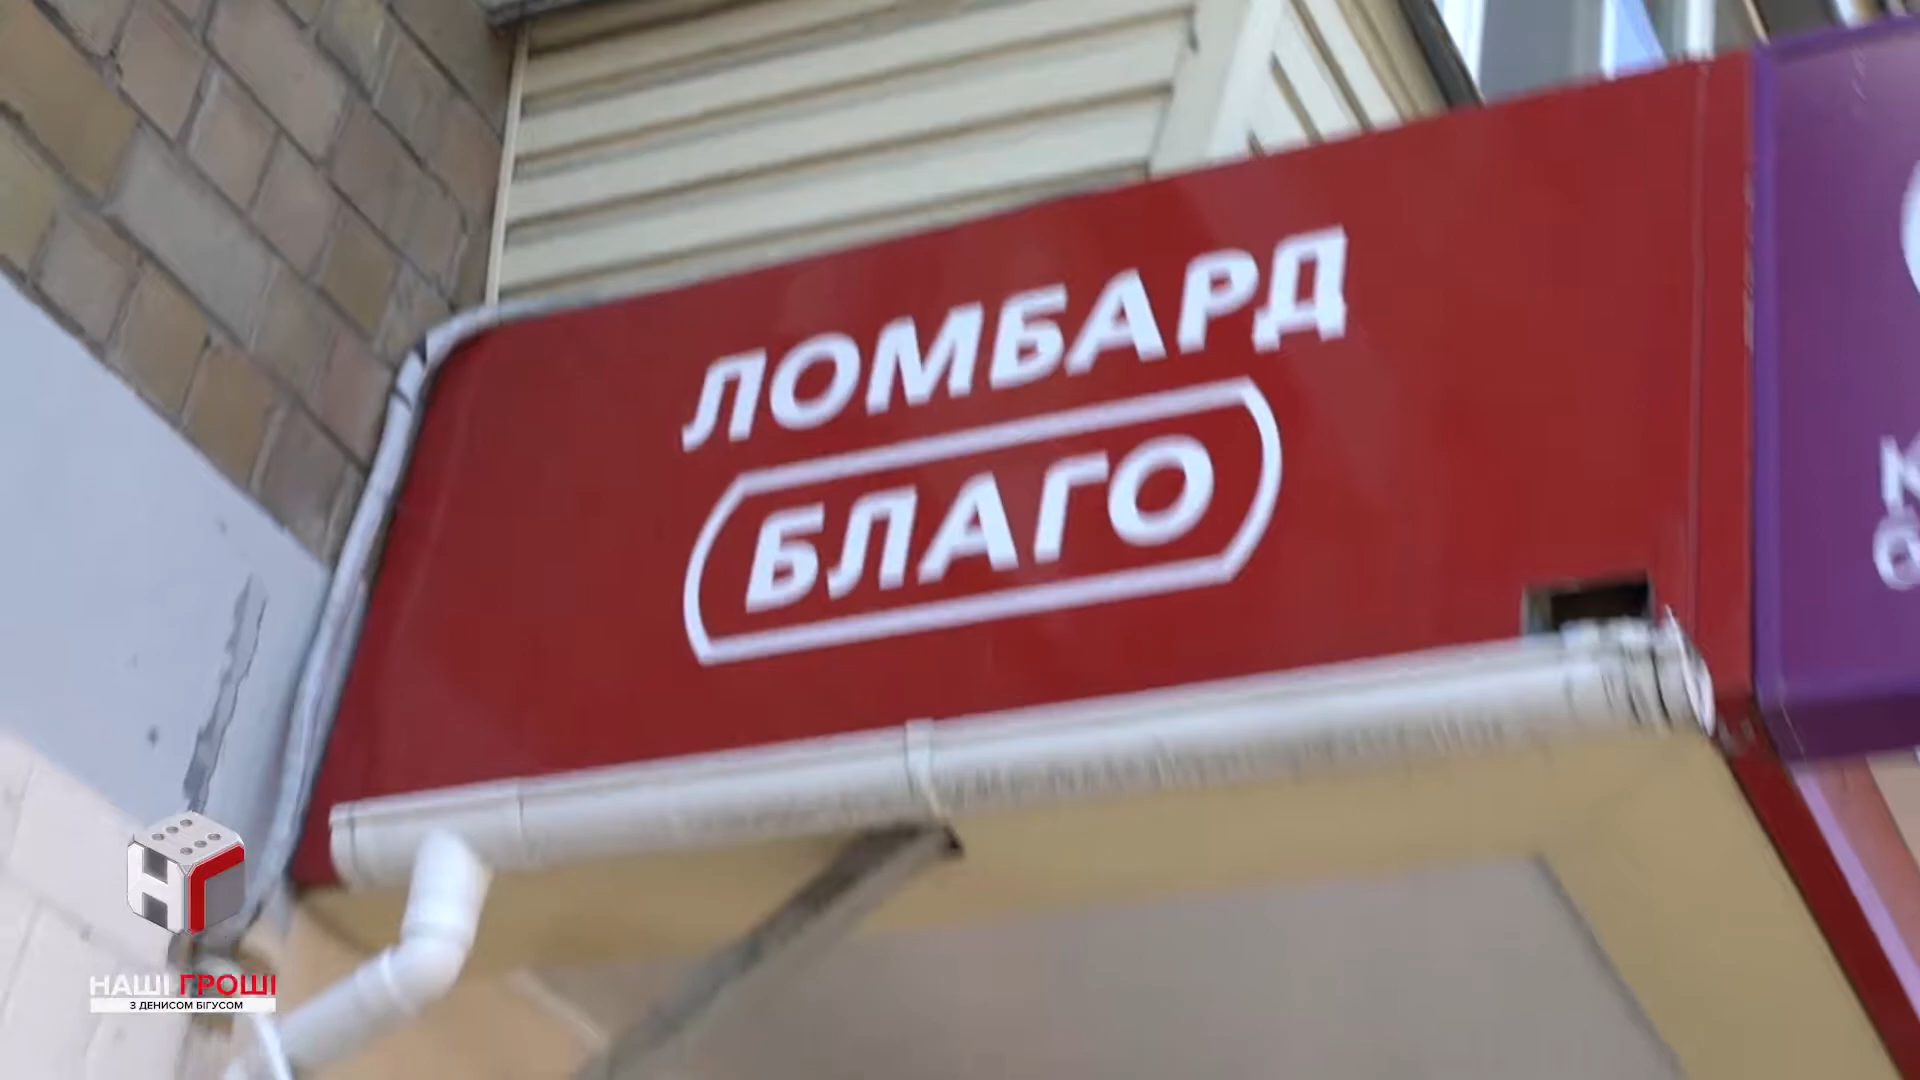 ЛОМБАРД
БЛАГО
НГ
НАШІ ГРОШІ
З ДЕНИСОМ БІГУСОМ